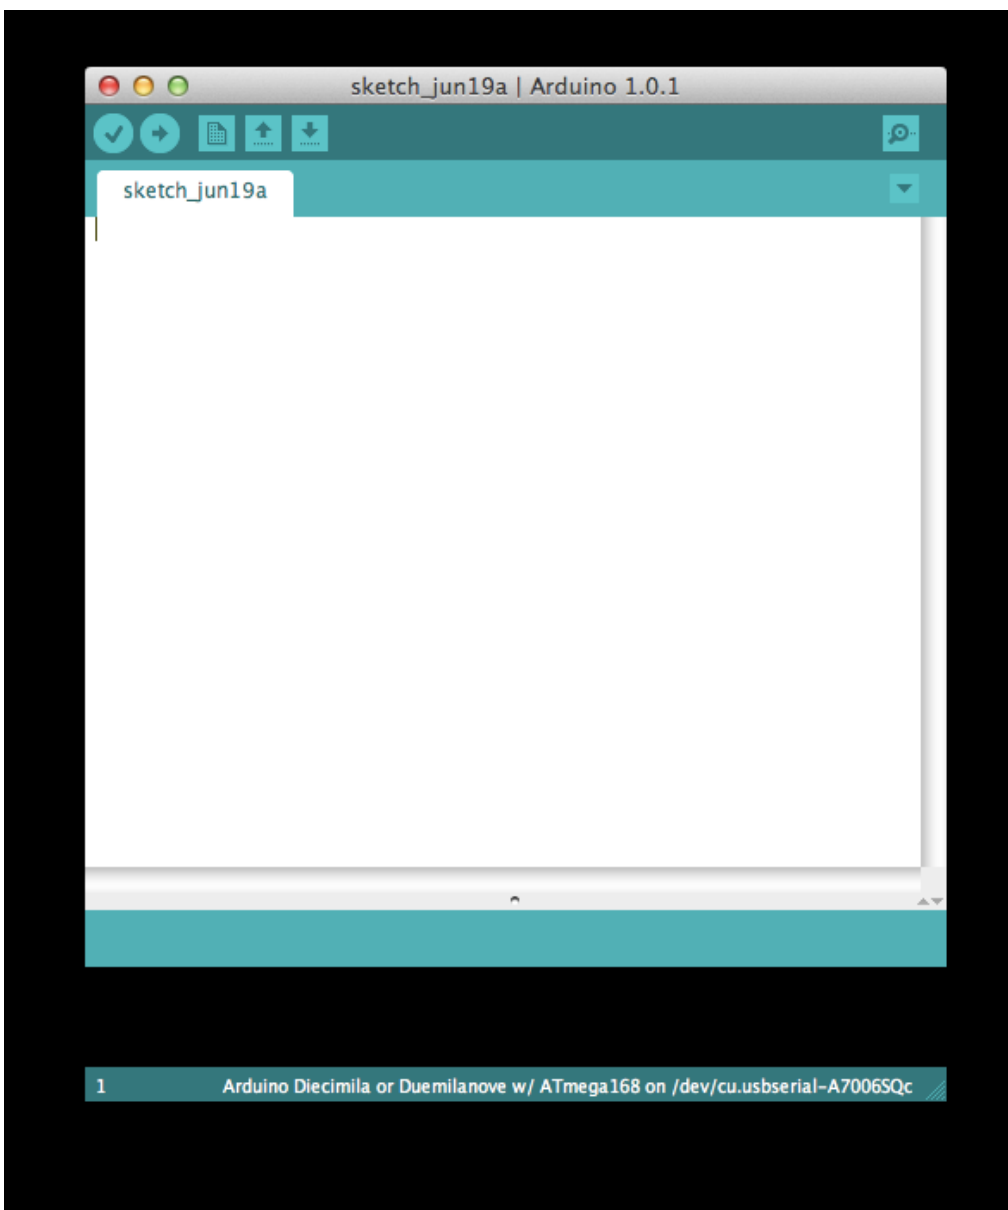 sketch_jun19a | Arduino 1.0.1
sketch_jun19a
1 Arduino Diecimila or Duemilanove w/ ATmega168 on /dev/cu.usbserial-A7006SQc